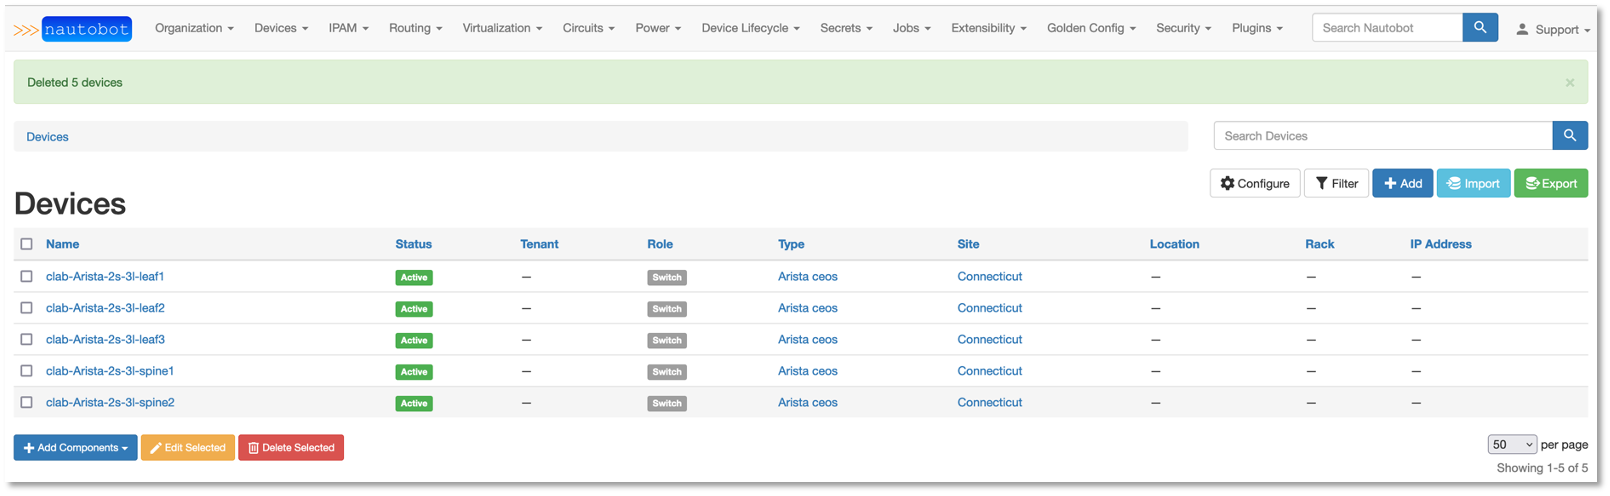 >>> nautobot Organization Devices IPAM Routing Virtualization Circuits Power Device Lifecycle Secrets Jobs Extensibility Golden Config Security Plugins Search Nautobot Support
Deleted 5 devices ×
Devices Search Devices
Configure Filter + Add Import Export
Devices
Name Status Tenant Role Type Site Location Rack IP Address
clab-Arista-2s-3l-leaf1 Active — Switch Arista ceos Connecticut — — —
clab-Arista-2s-3l-leaf2 Active — Switch Arista ceos Connecticut — — —
clab-Arista-2s-3l-leaf3 Active — Switch Arista ceos Connecticut — — —
clab-Arista-2s-3l-spine1 Active — Switch Arista ceos Connecticut — — —
clab-Arista-2s-3l-spine2 Active — Switch Arista ceos Connecticut — — —
+ Add Components Edit Selected Delete Selected 50 per page
Showing 1-5 of 5